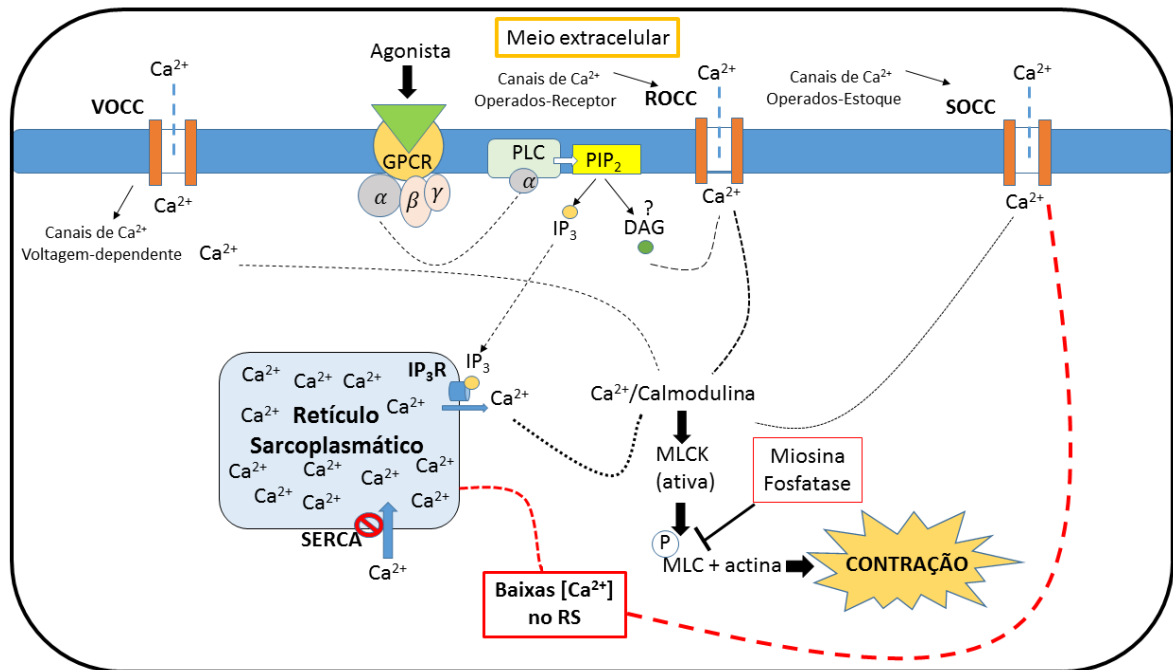 Meio extracelular
Agonista
Ca²⁺
VOCC
Canais de Ca²⁺
Operados-Receptor
ROCC
Ca²⁺
Canais de Ca²⁺
Operados-Estoque
SOCC
Ca²⁺
GPCR
α
β
γ
PLC
α
PIP₂
Ca²⁺
Canais de Ca²⁺
Voltagem-dependente
Ca²⁺
IP₃
?
DAG
Ca²⁺
Ca²⁺
IP₃R
IP₃
Ca²⁺
Ca²⁺ Ca²⁺ Ca²⁺
Ca²⁺
Ca²⁺
Retículo
Sarcoplasmático
Ca²⁺ Ca²⁺ Ca²⁺ Ca²⁺
Ca²⁺ Ca²⁺ Ca²⁺
SERCA
Ca²⁺
Ca²⁺/Calmodulina
MLCK
(ativa)
Miosina
Fosfatase
P
MLC + actina
CONTRAÇÃO
Baixas [Ca²⁺]
no RS